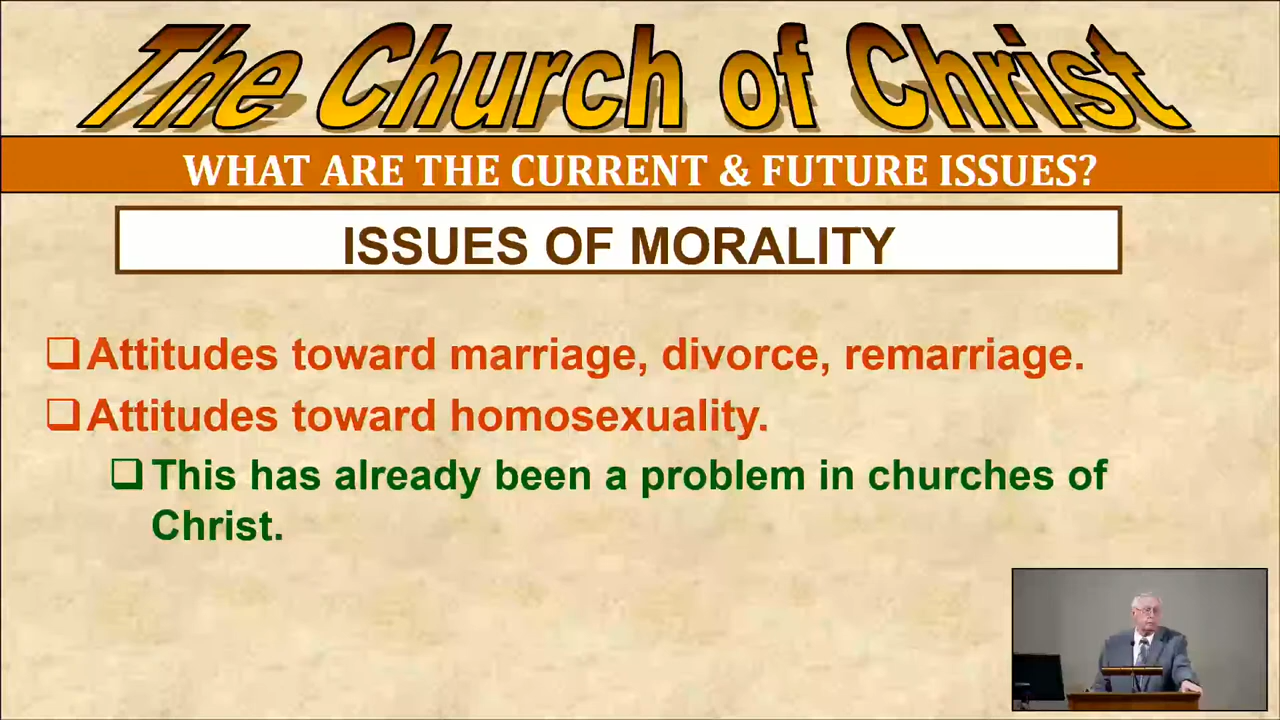 The Church of Christ
WHAT ARE THE CURRENT & FUTURE ISSUES?
ISSUES OF MORALITY
Attitudes toward marriage, divorce, remarriage.
Attitudes toward homosexuality.
This has already been a problem in churches of
Christ.